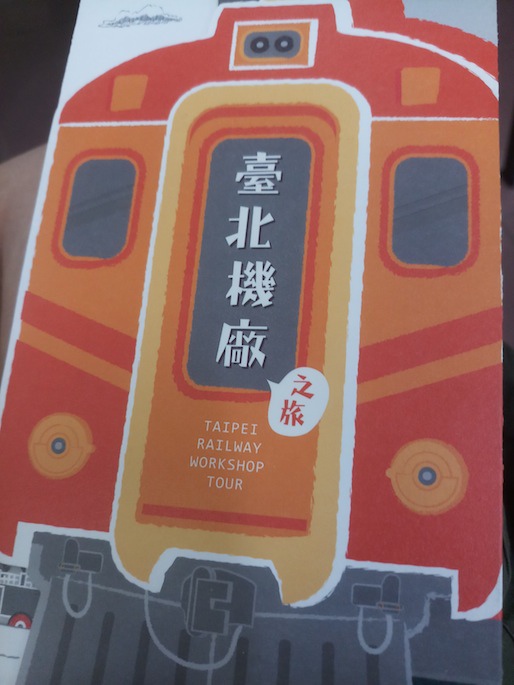 臺北機廠
之旅
TAIPEI
RAILWAY
WORKSHOP
TOUR